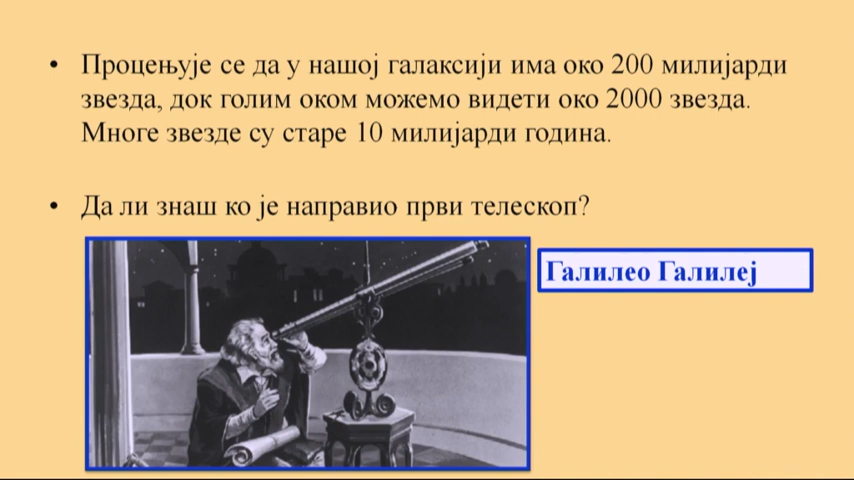 • Процењује се да у нашој галаксији има око 200 милијарди
звезда, док голим оком можемо видети око 2000 звезда.
Многе звезде су старе 10 милијарди година.
• Да ли знаш ко је направио први телескоп?
Галилео Галилеј